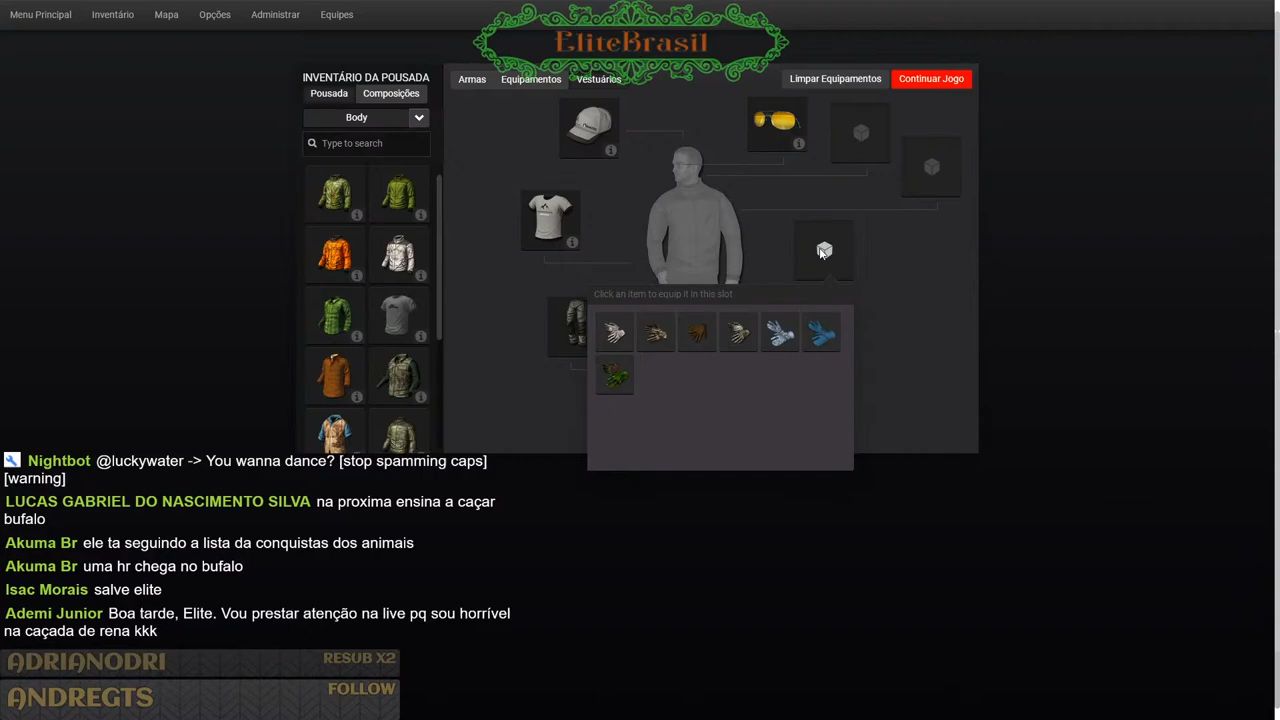 Menu Principal Inventário Mapa Opções Administrar Equipes
EliteBrasil
INVENTÁRIO DA POUSADA
Pousada Composições
Body
Type to search
Armas Equipamentos Vestuários
Limpar Equipamentos Continuar Jogo
Click an item to equip it in this slot
Nightbot @luckywater -> You wanna dance? [stop spamming caps]
[warning]
LUCAS GABRIEL DO NASCIMENTO SILVA na proxima ensina a caçar
bufalo
Akuma Br ele ta seguindo a lista da conquistas dos animais
Akuma Br uma hr chega no bufalo
Isac Morais salve elite
Ademi Junior Boa tarde, Elite. Vou prestar atenção na live pq sou horrível
na caçada de rena kkk
ADRIANODRI RESUB X2
ANDREGTS FOLLOW